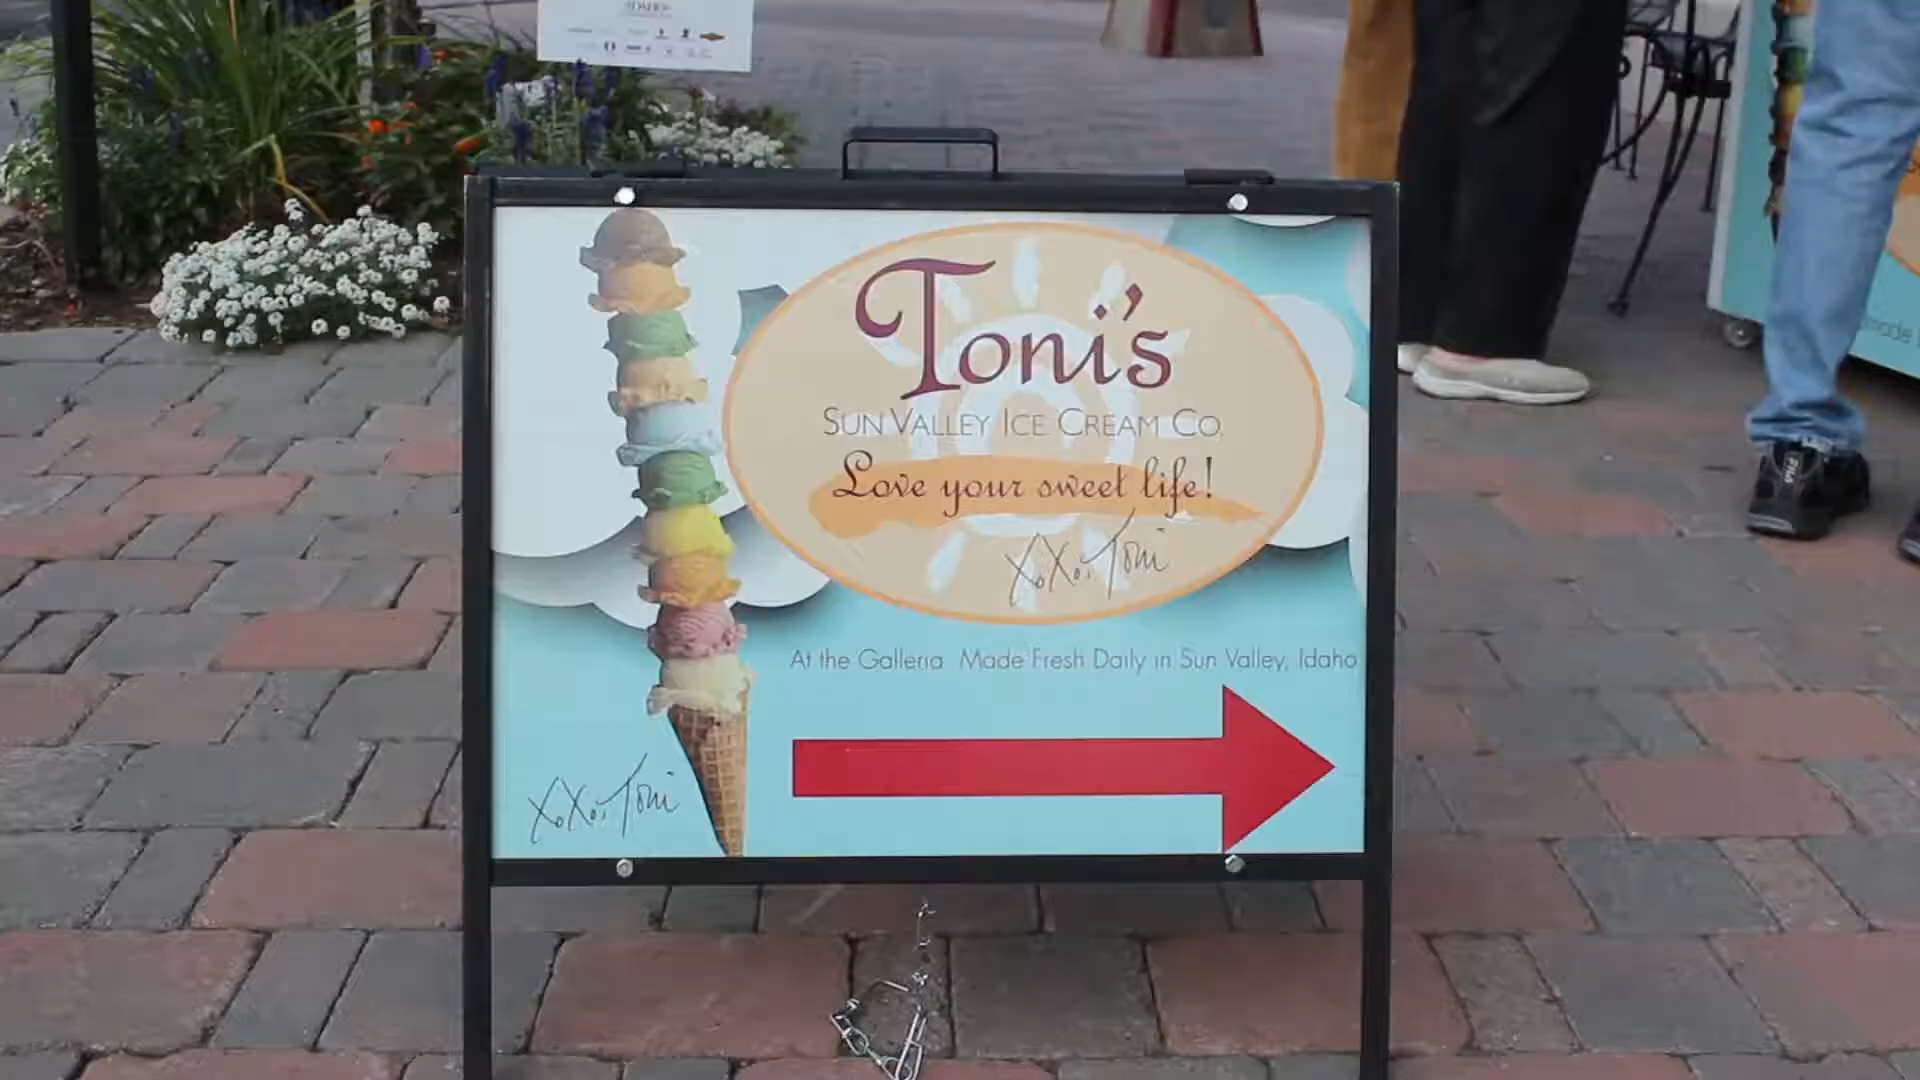 Toni's
SUN VALLEY ICE CREAM CO.
Love your sweet life!
XoXo, Toni
At the Galleria Made Fresh Daily in Sun Valley, Idaho
XoXo, Toni
FILA